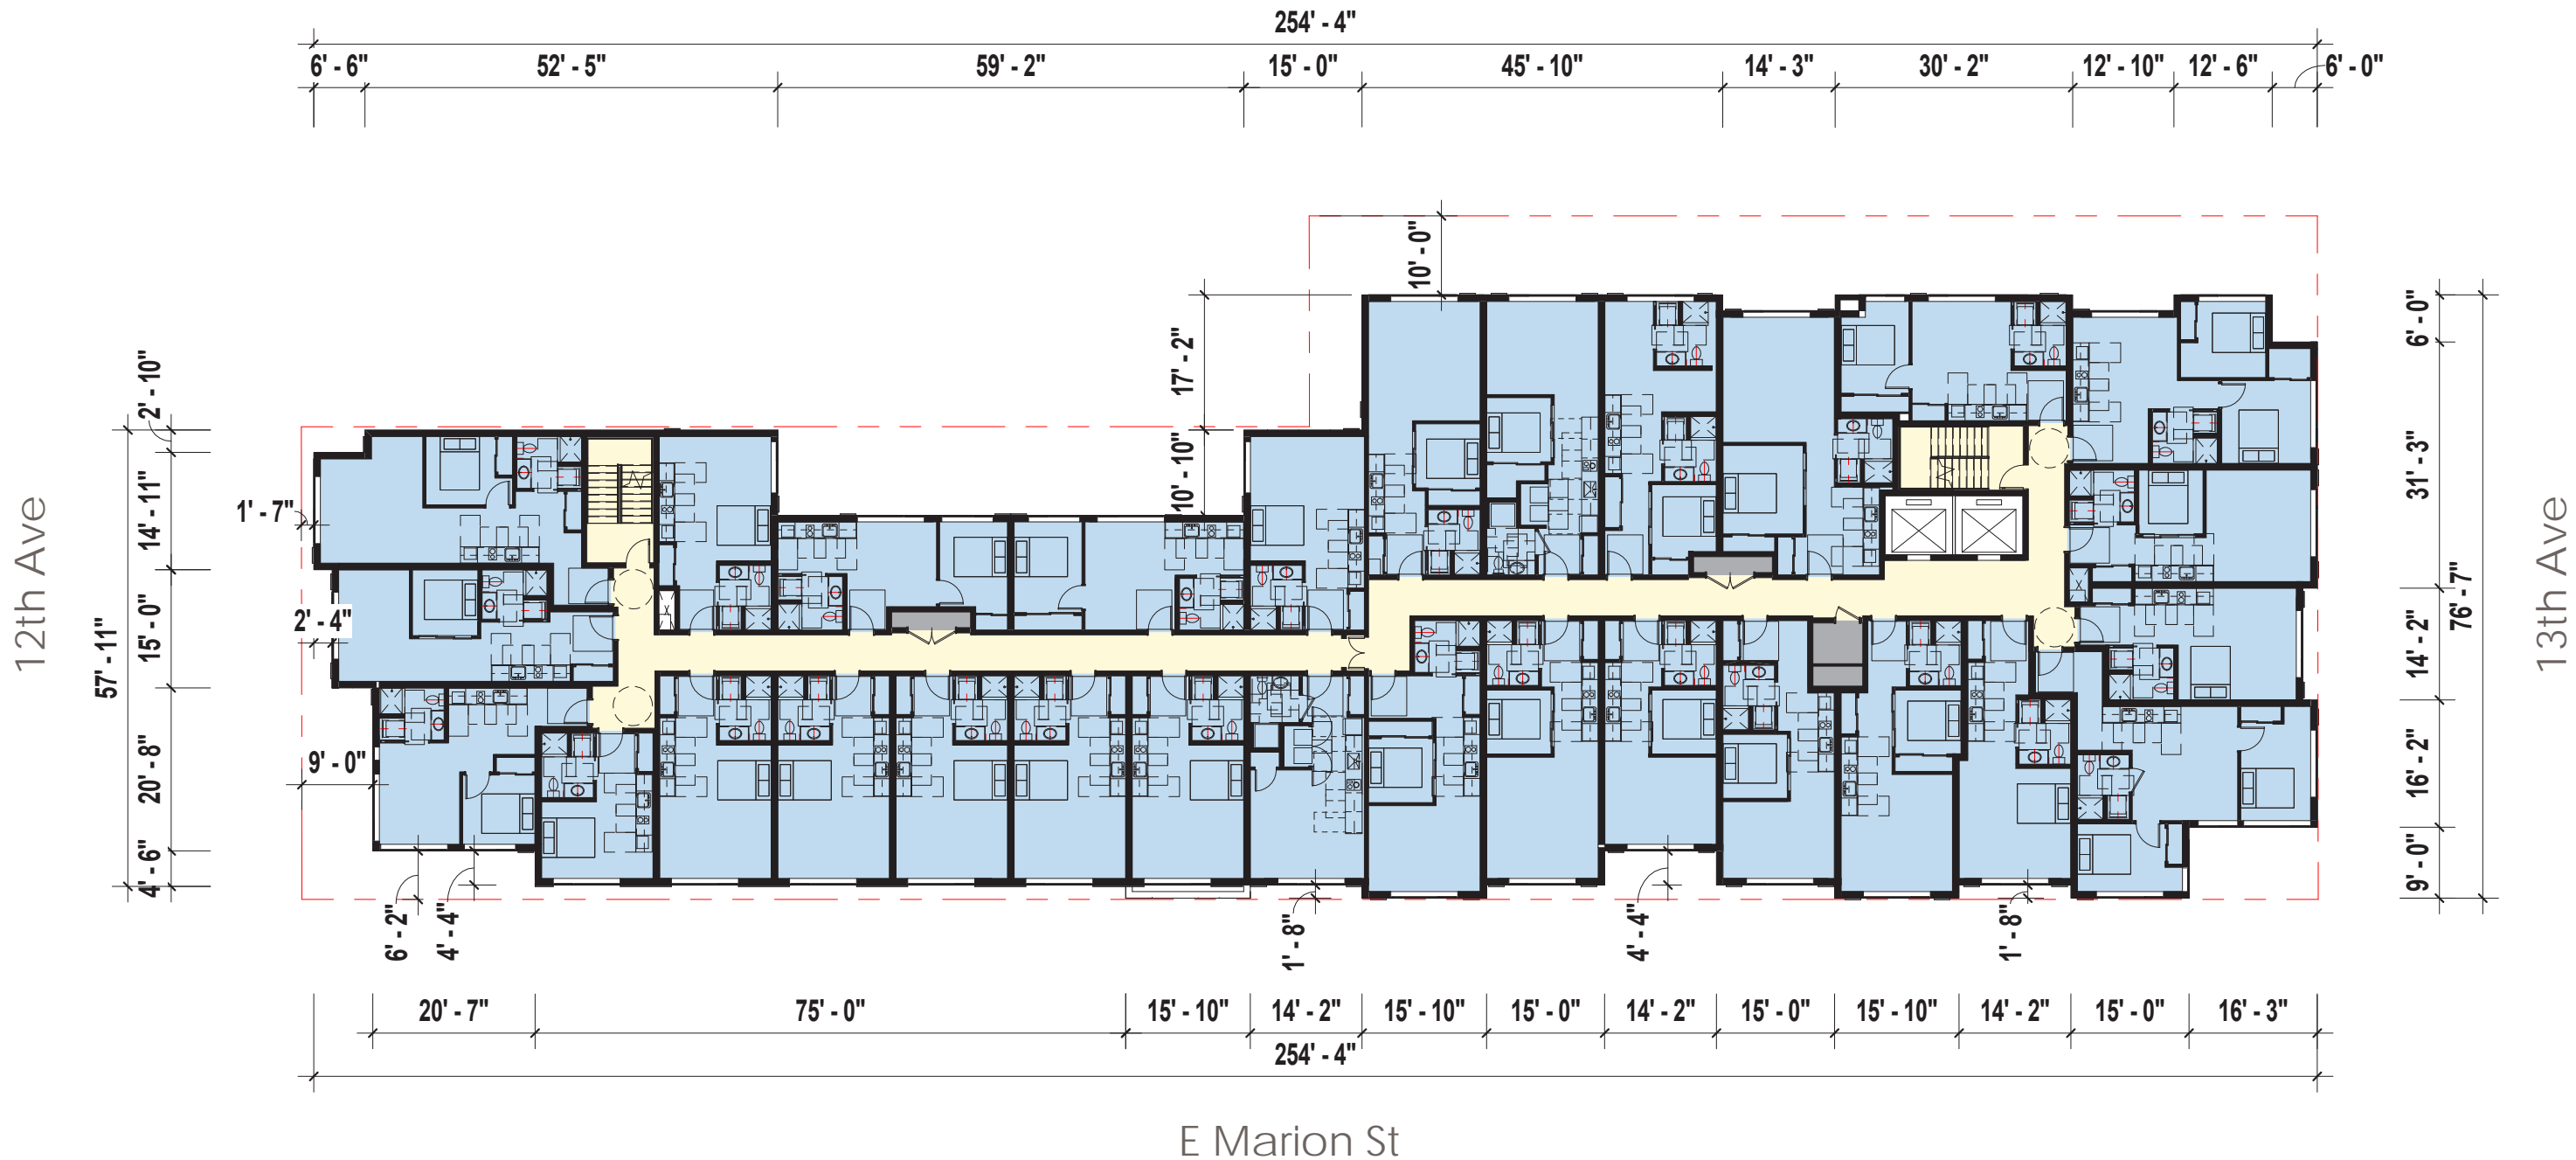 254' - 4"
6' - 6" 52' - 5" 59' - 2" 15' - 0" 45' - 10" 14' - 3" 30' - 2" 12' - 10" 12' - 6" 6' - 0"
10' - 0"
17' - 2"
10' - 10"
2' - 10"
14' - 11"
15' - 0"
20' - 8"
4' - 6"
57' - 11"
1' - 7"
2' - 4"
9' - 0"
12th Ave
6' - 0"
31' - 3"
14' - 2"
16' - 2"
9' - 0"
76' - 7"
13th Ave
6' - 2"
4' - 4"
1' - 8"
4' - 4"
1' - 8"
20' - 7" 75' - 0" 15' - 10" 14' - 2" 15' - 10" 15' - 0" 14' - 2" 15' - 0" 15' - 10" 14' - 2" 15' - 0" 16' - 3"
254' - 4"
E Marion St